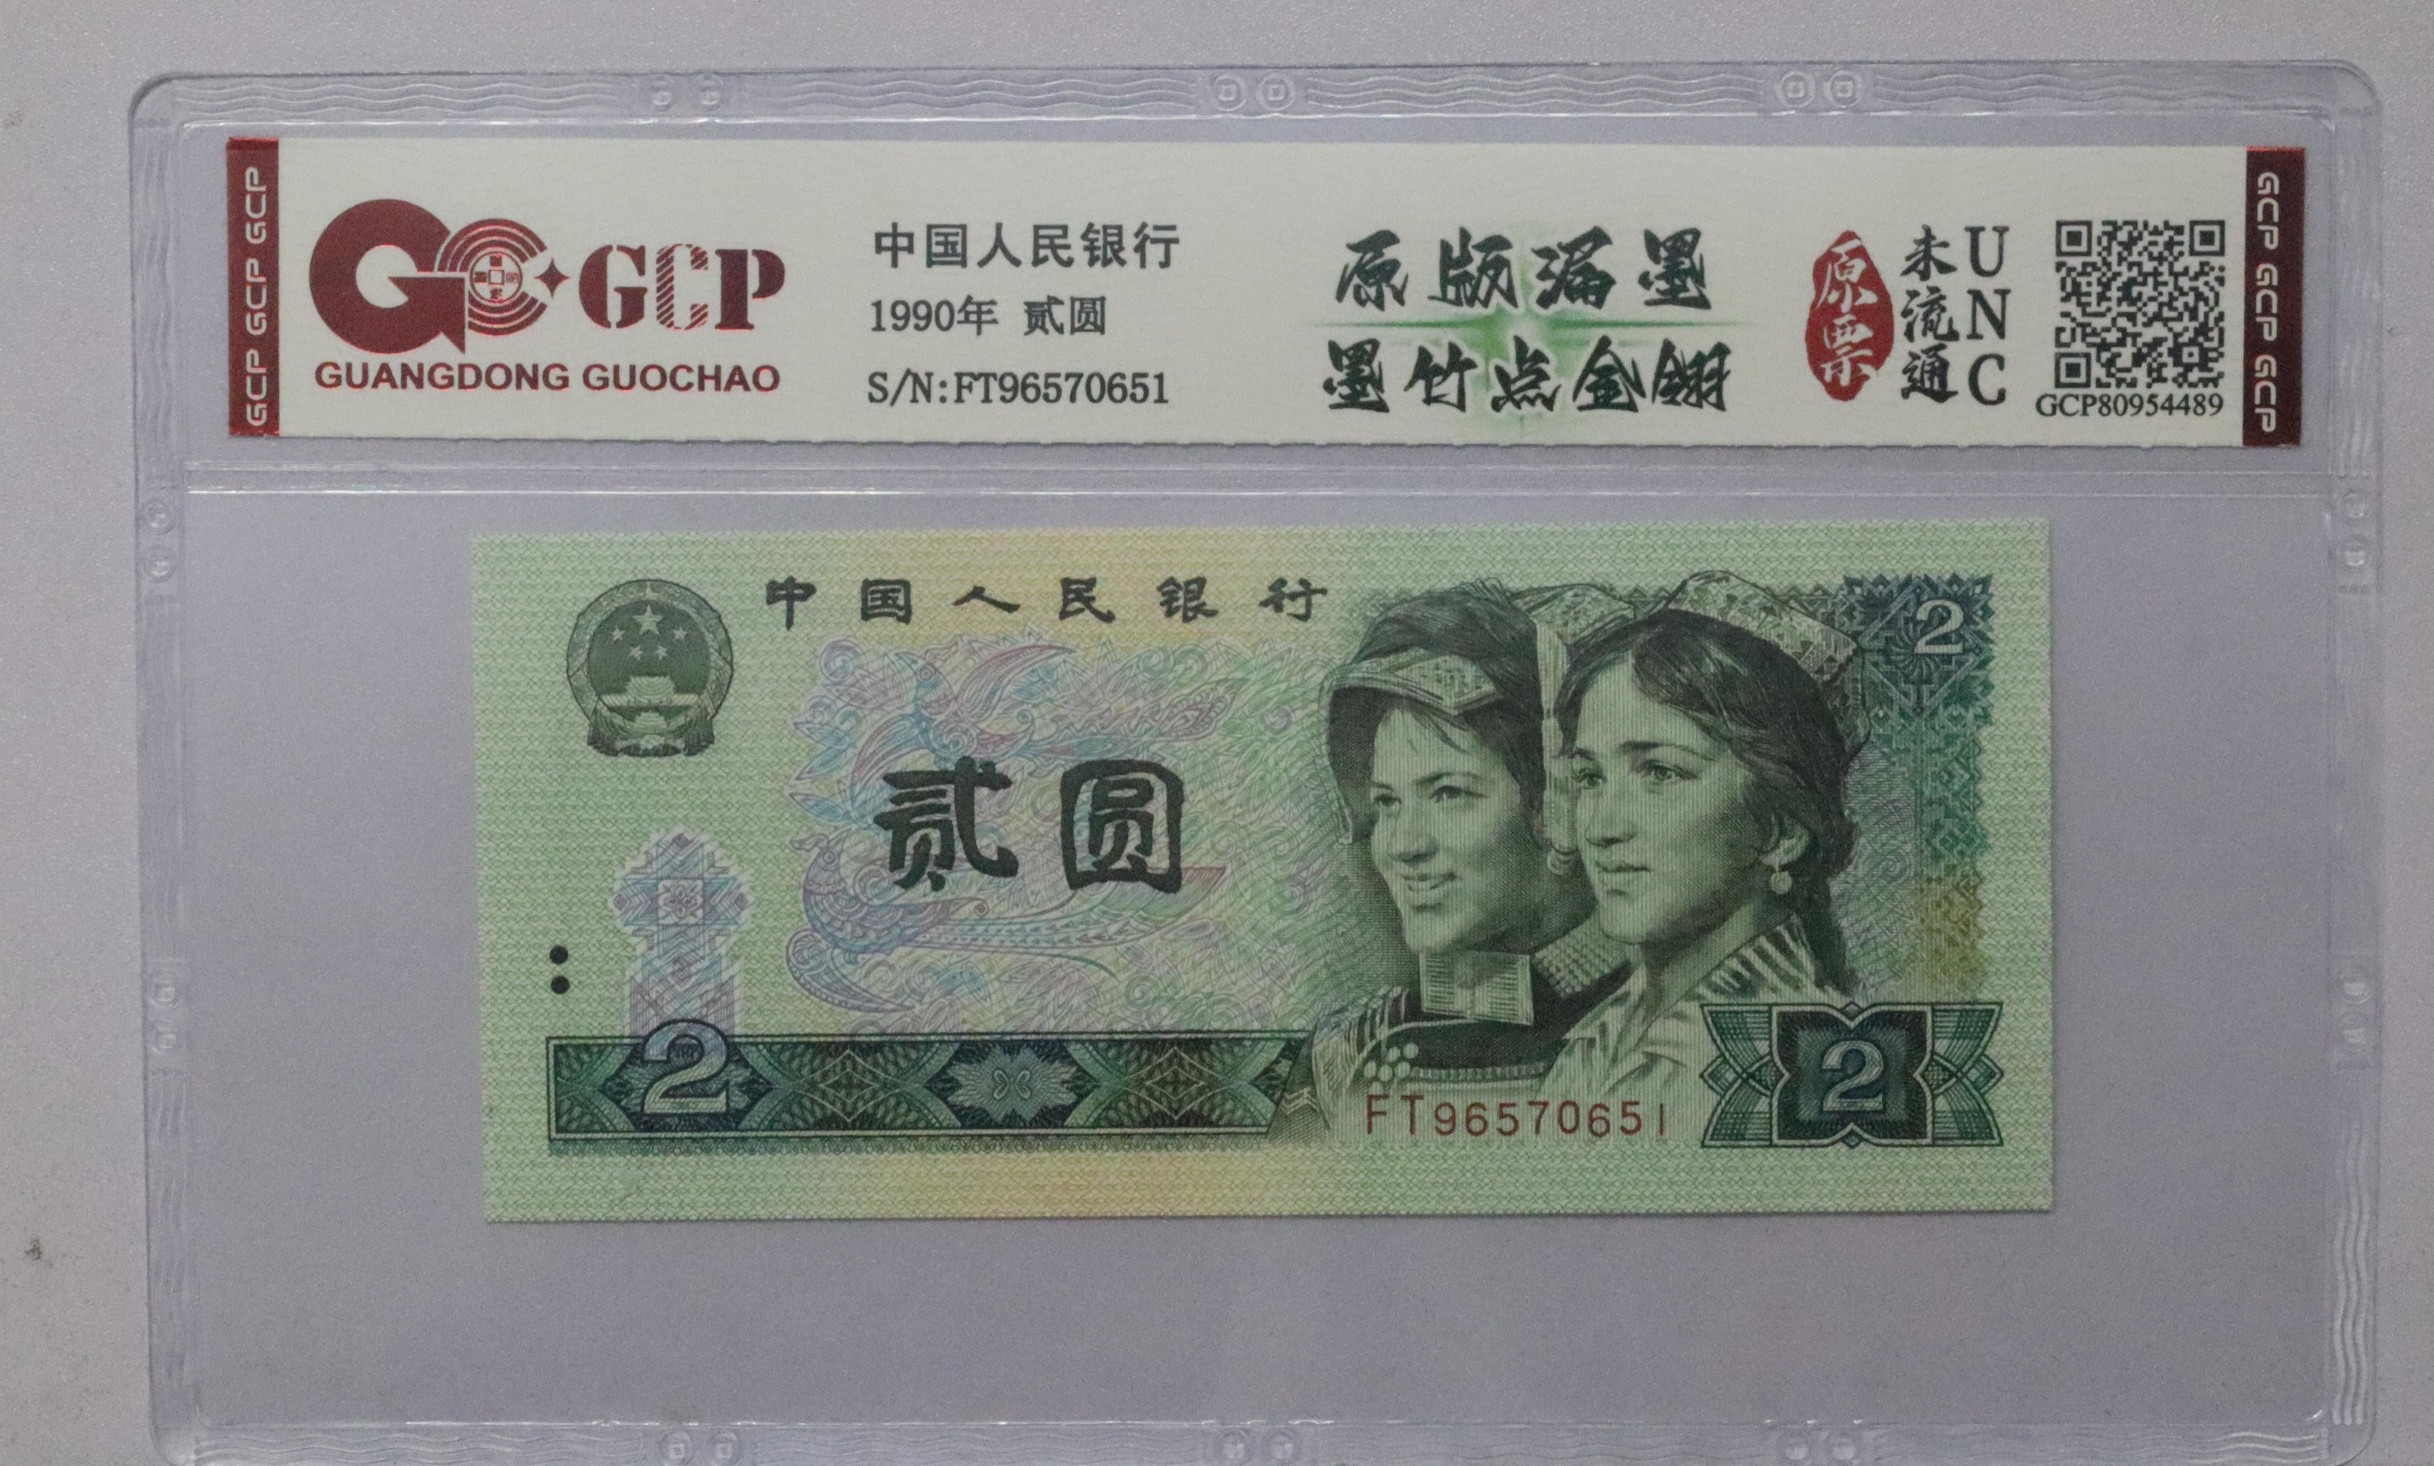 GCP GCP GCP
GCP
GUANGDONG GUOCHAO
中国人民银行
1990年 贰圆
S/N:FT96570651
原版漏墨
墨竹点金翎
原票
未流通
UNC
GCP80954489
GCP GCP GCP
中国人民银行
2
贰圆
2
FT96570651
2